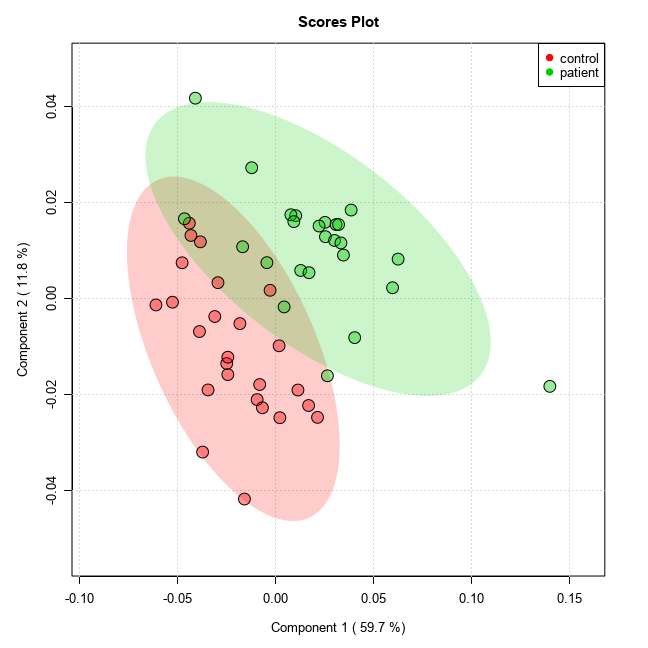 Scores Plot
control
patient
0.04
0.02
0.00
-0.02
-0.04
Component 2 ( 11.8 %)
-0.10 -0.05 0.00 0.05 0.10 0.15
Component 1 ( 59.7 %)